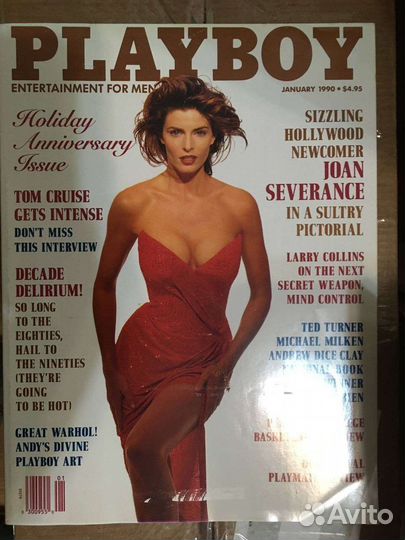 PLAYBOY
ENTERTAINMENT FOR MEN
JANUARY 1990 • $4.95
Holiday
Anniversary
Issue
TOM CRUISE
GETS INTENSE
DON'T MISS
THIS INTERVIEW
DECADE
DELIRIUM!
SO LONG
TO THE
EIGHTIES,
HAIL TO
THE NINETIES
(THEY'RE
GOING
TO BE HOT)
GREAT WARHOL!
ANDY'S DIVINE
PLAYBOY ART
SIZZLING
HOLLYWOOD
NEWCOMER
JOAN
SEVERANCE
IN A SULTRY
PICTORIAL
LARRY COLLINS
ON THE NEXT
SECRET WEAPON,
MIND CONTROL
TED TURNER
MICHAEL MILKEN
ANDREW DICE CLAY
BOOK
01
Avito